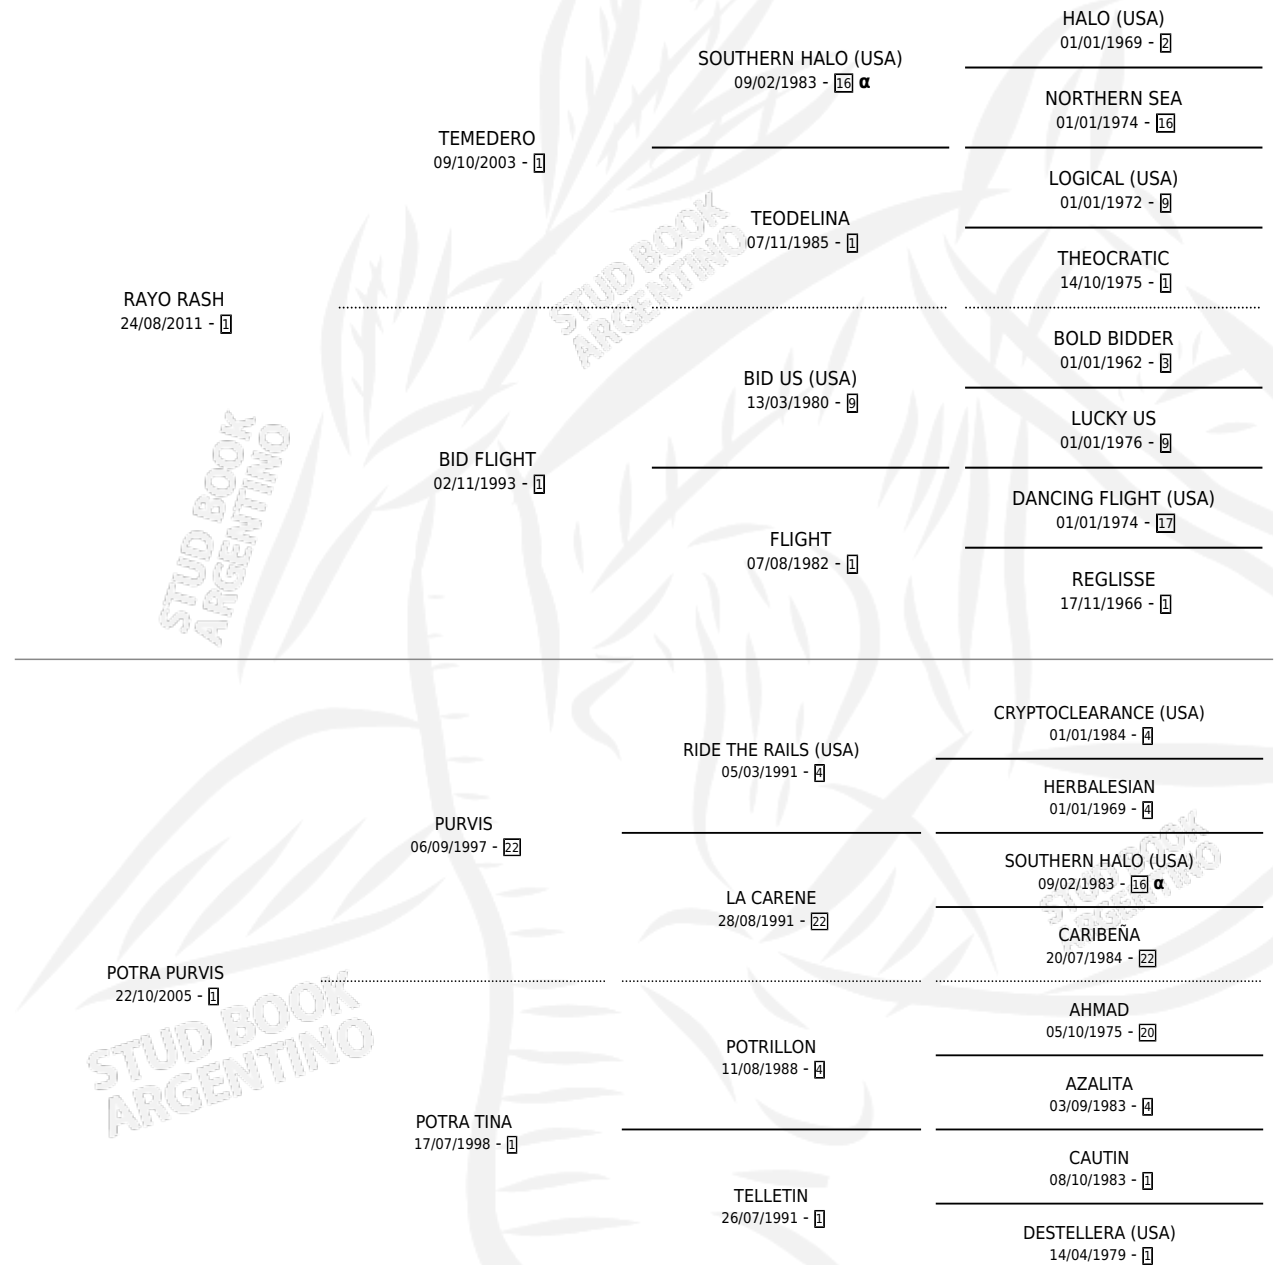 HALO (USA)
01/01/1969 - 2
SOUTHERN HALO (USA)
09/02/1983 - 16 α
NORTHERN SEA
01/01/1974 - 16
TEMEDERO
09/10/2003 - 1
LOGICAL (USA)
01/01/1972 - 9
TEODELINA
07/11/1985 - 1
THEOCRATIC
14/10/1975 - 1
RAYO RASH
24/08/2011 - 1
BOLD BIDDER
01/01/1962 - 3
BID US (USA)
13/03/1980 - 9
LUCKY US
01/01/1976 - 9
BID FLIGHT
02/11/1993 - 1
DANCING FLIGHT (USA)
01/01/1974 - 17
FLIGHT
07/08/1982 - 1
REGLISSE
17/11/1966 - 1
CRYPTOCLEARANCE (USA)
01/01/1984 - 4
RIDE THE RAILS (USA)
05/03/1991 - 4
HERBALESIAN
01/01/1969 - 4
PURVIS
06/09/1997 - 22
SOUTHERN HALO (USA)
09/02/1983 - 16 α
LA CARENE
28/08/1991 - 22
CARIBEÑA
20/07/1984 - 22
POTRA PURVIS
22/10/2005 - 1
AHMAD
05/10/1975 - 20
POTRILLON
11/08/1988 - 4
AZALITA
03/09/1983 - 4
POTRA TINA
17/07/1998 - 1
CAUTIN
08/10/1983 - 1
TELLETIN
26/07/1991 - 1
DESTELLERA (USA)
14/04/1979 - 1
STUD BOOK
ARGENTINO
STUD BOOK
ARGENTINO
STUD BOOK
ARGENTINO
STUD BOOK
ARGENTINO